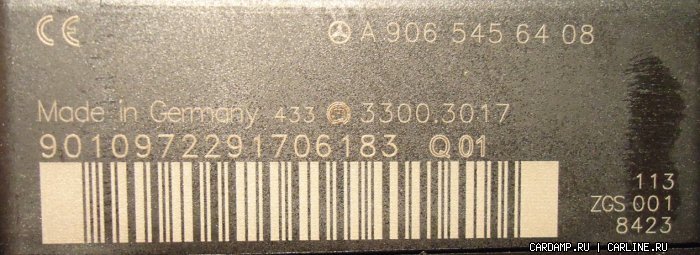 CE A 906 545 64 08
Made in Germany 433 3300.3017
9010972291706183 Q01
113
ZGS 001
8423
CARDAMP.RU | CARLINE.RU